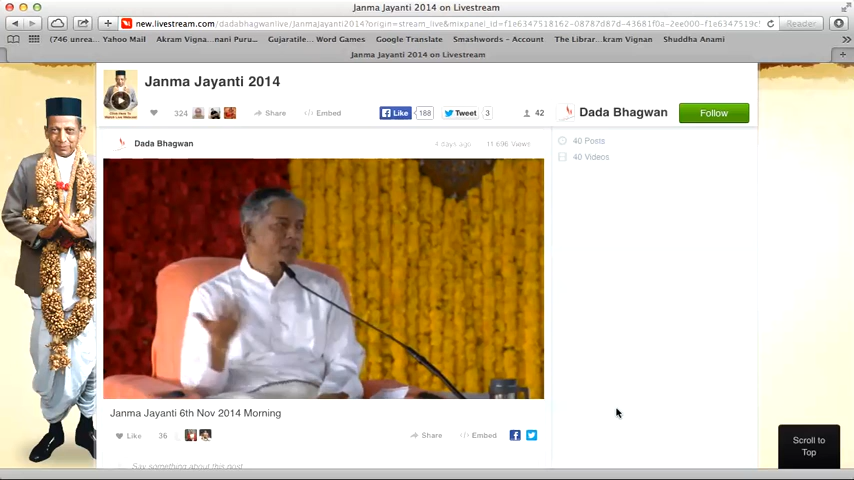 Janma Jayanti 2014 on Livestream
new.livestream.com/dadabhagwanlive/Janmajayanti2014?origin=stream_live&mixpanel_id=f1e6347518162-08787d87d-43681f0a-2ee000-f1e6347519c
Reader
(746 unrea... Yahoo Mail Akram Vigna...nani Puru... Gujaratile... Word Games Google Translate Smashwords - Account The Librar...kram Vignan Shuddha Anami
Janma Jayanti 2014 on Livestream
Janma Jayanti 2014
324 Share Embed Like 188 Tweet 3 42 Dada Bhagwan Follow
Dada Bhagwan 4 days ago 11 696 Views
40 Posts
40 Videos
Janma Jayanti 6th Nov 2014 Morning
Like 36 Share Embed
Say something about this post
Scroll to
Top